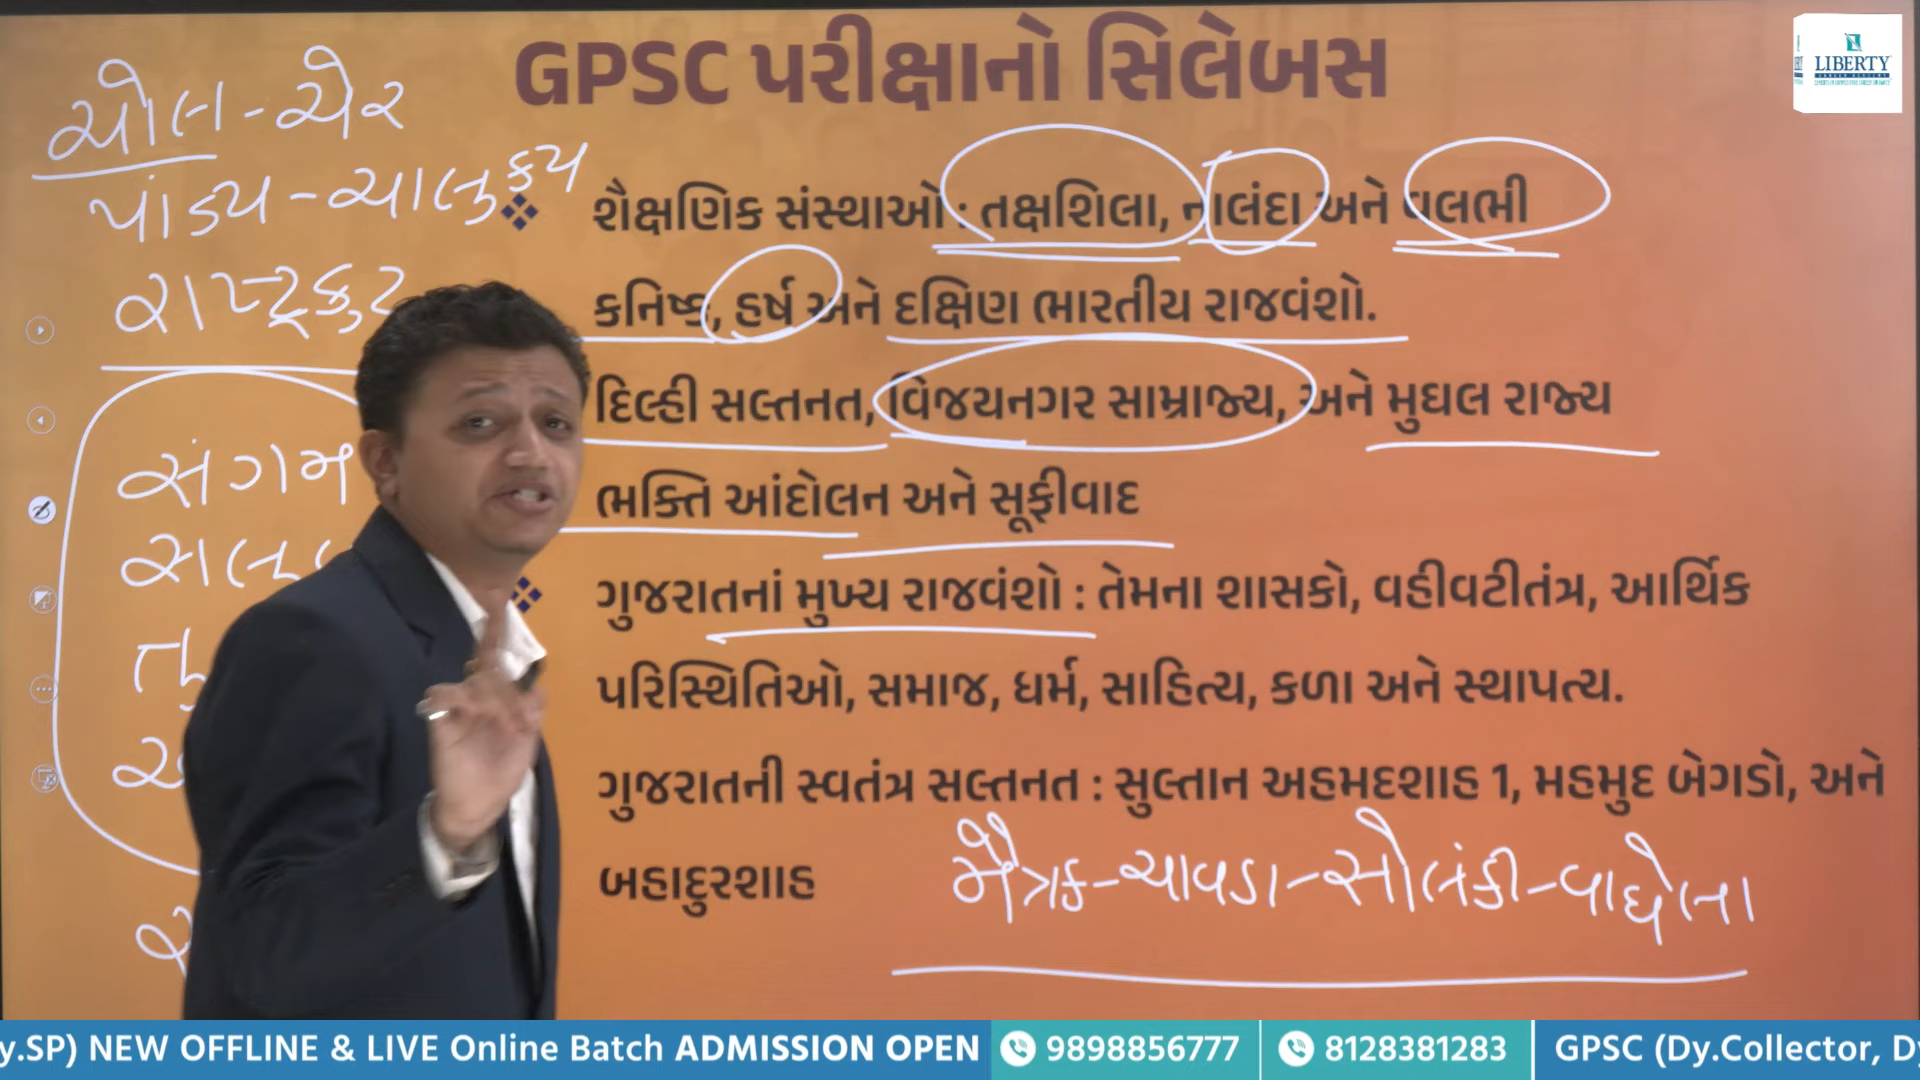 GPSC પરીક્ષાનો સિલેબસ
LIBERTY
ચોલ - ચેર
પાંડ્ય - ચાલુક્ય
રાષ્ટ્રકુટ
સંગમ
❖ શૈક્ષણિક સંસ્થાઓ : તક્ષશિલા, નાલંદા અને વલભી
કનિષ્ક, હર્ષ અને દક્ષિણ ભારતીય રાજવંશો.
દિલ્હી સલ્તનત, વિજયનગર સામ્રાજ્ય, અને મુઘલ રાજ્ય
ભક્તિ આંદોલન અને સૂફીવાદ
❖ ગુજરાતનાં મુખ્ય રાજવંશો : તેમના શાસકો, વહીવટીતંત્ર, આર્થિક
પરિસ્થિતિઓ, સમાજ, ધર્મ, સાહિત્ય, કળા અને સ્થાપત્ય.
ગુજરાતની સ્વતંત્ર સલ્તનત : સુલ્તાન અહમદશાહ 1, મહમુદ બેગડો, અને
બહાદુરશાહ
મૈત્રક - ચાવડા - સોલંકી - વાઘેલા
y.SP) NEW OFFLINE & LIVE Online Batch ADMISSION OPEN 9898856777 8128381283 GPSC (Dy.Collector, Dy